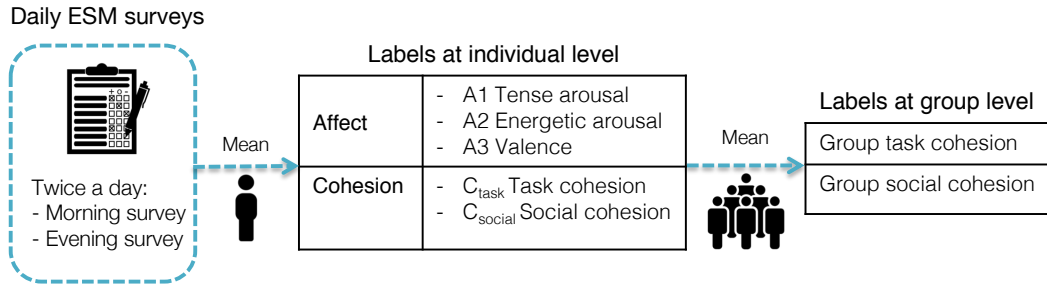 Daily ESM surveys
Twice a day:
- Morning survey
- Evening survey
Mean
Labels at individual level
Affect
- A1 Tense arousal
- A2 Energetic arousal
- A3 Valence
Cohesion
- Ctask Task cohesion
- Csocial Social cohesion
Mean
Labels at group level
Group task cohesion
Group social cohesion